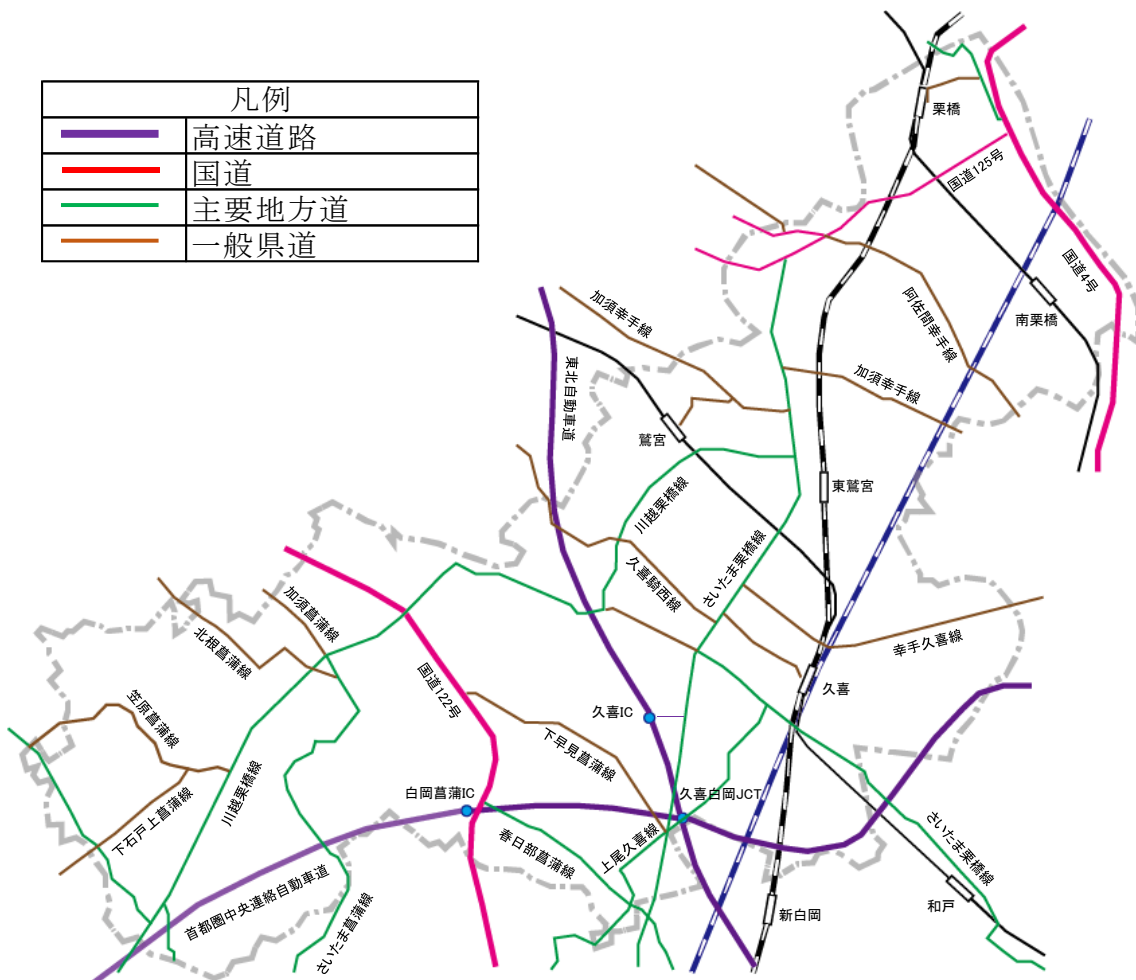 凡例
高速道路
国道
主要地方道
一般県道
栗橋
国道125号
国道4号
南栗橋
阿佐間幸手線
加須幸手線
加須幸手線
東北自動車道
鷲宮
東鷲宮
川越栗橋線
さいたま栗橋線
久喜騎西線
加須菖蒲線
北根菖蒲線
幸手久喜線
国道122号
久喜
笠原菖蒲線
久喜IC
下早見菖蒲線
川越栗橋線
白岡菖蒲IC
久喜白岡JCT
下石戸上菖蒲線
春日部菖蒲線
上尾久喜線
さいたま栗橋線
首都圏中央連絡自動車道
さいたま菖蒲線
新白岡
和戸